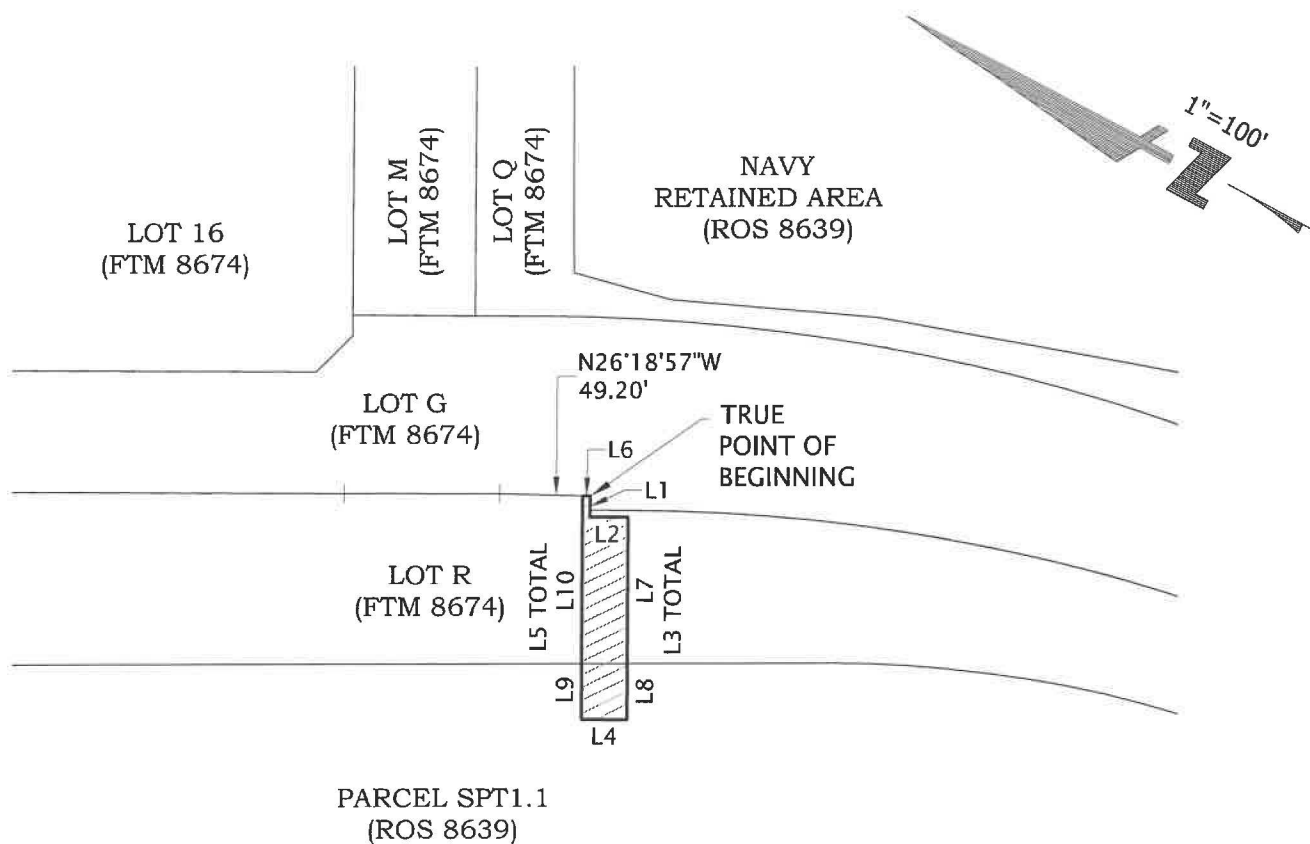 1"=100'
N
NAVY
RETAINED AREA
(ROS 8639)
LOT M
(FTM 8674)
LOT Q
(FTM 8674)
LOT 16
(FTM 8674)
N26°18'57"W
49.20'
LOT G
(FTM 8674)
TRUE
POINT OF
BEGINNING
L6
L1
L2
LOT R
(FTM 8674)
L5 TOTAL
L10
L7
L3 TOTAL
L9
L8
L4
PARCEL SPT1.1
(ROS 8639)